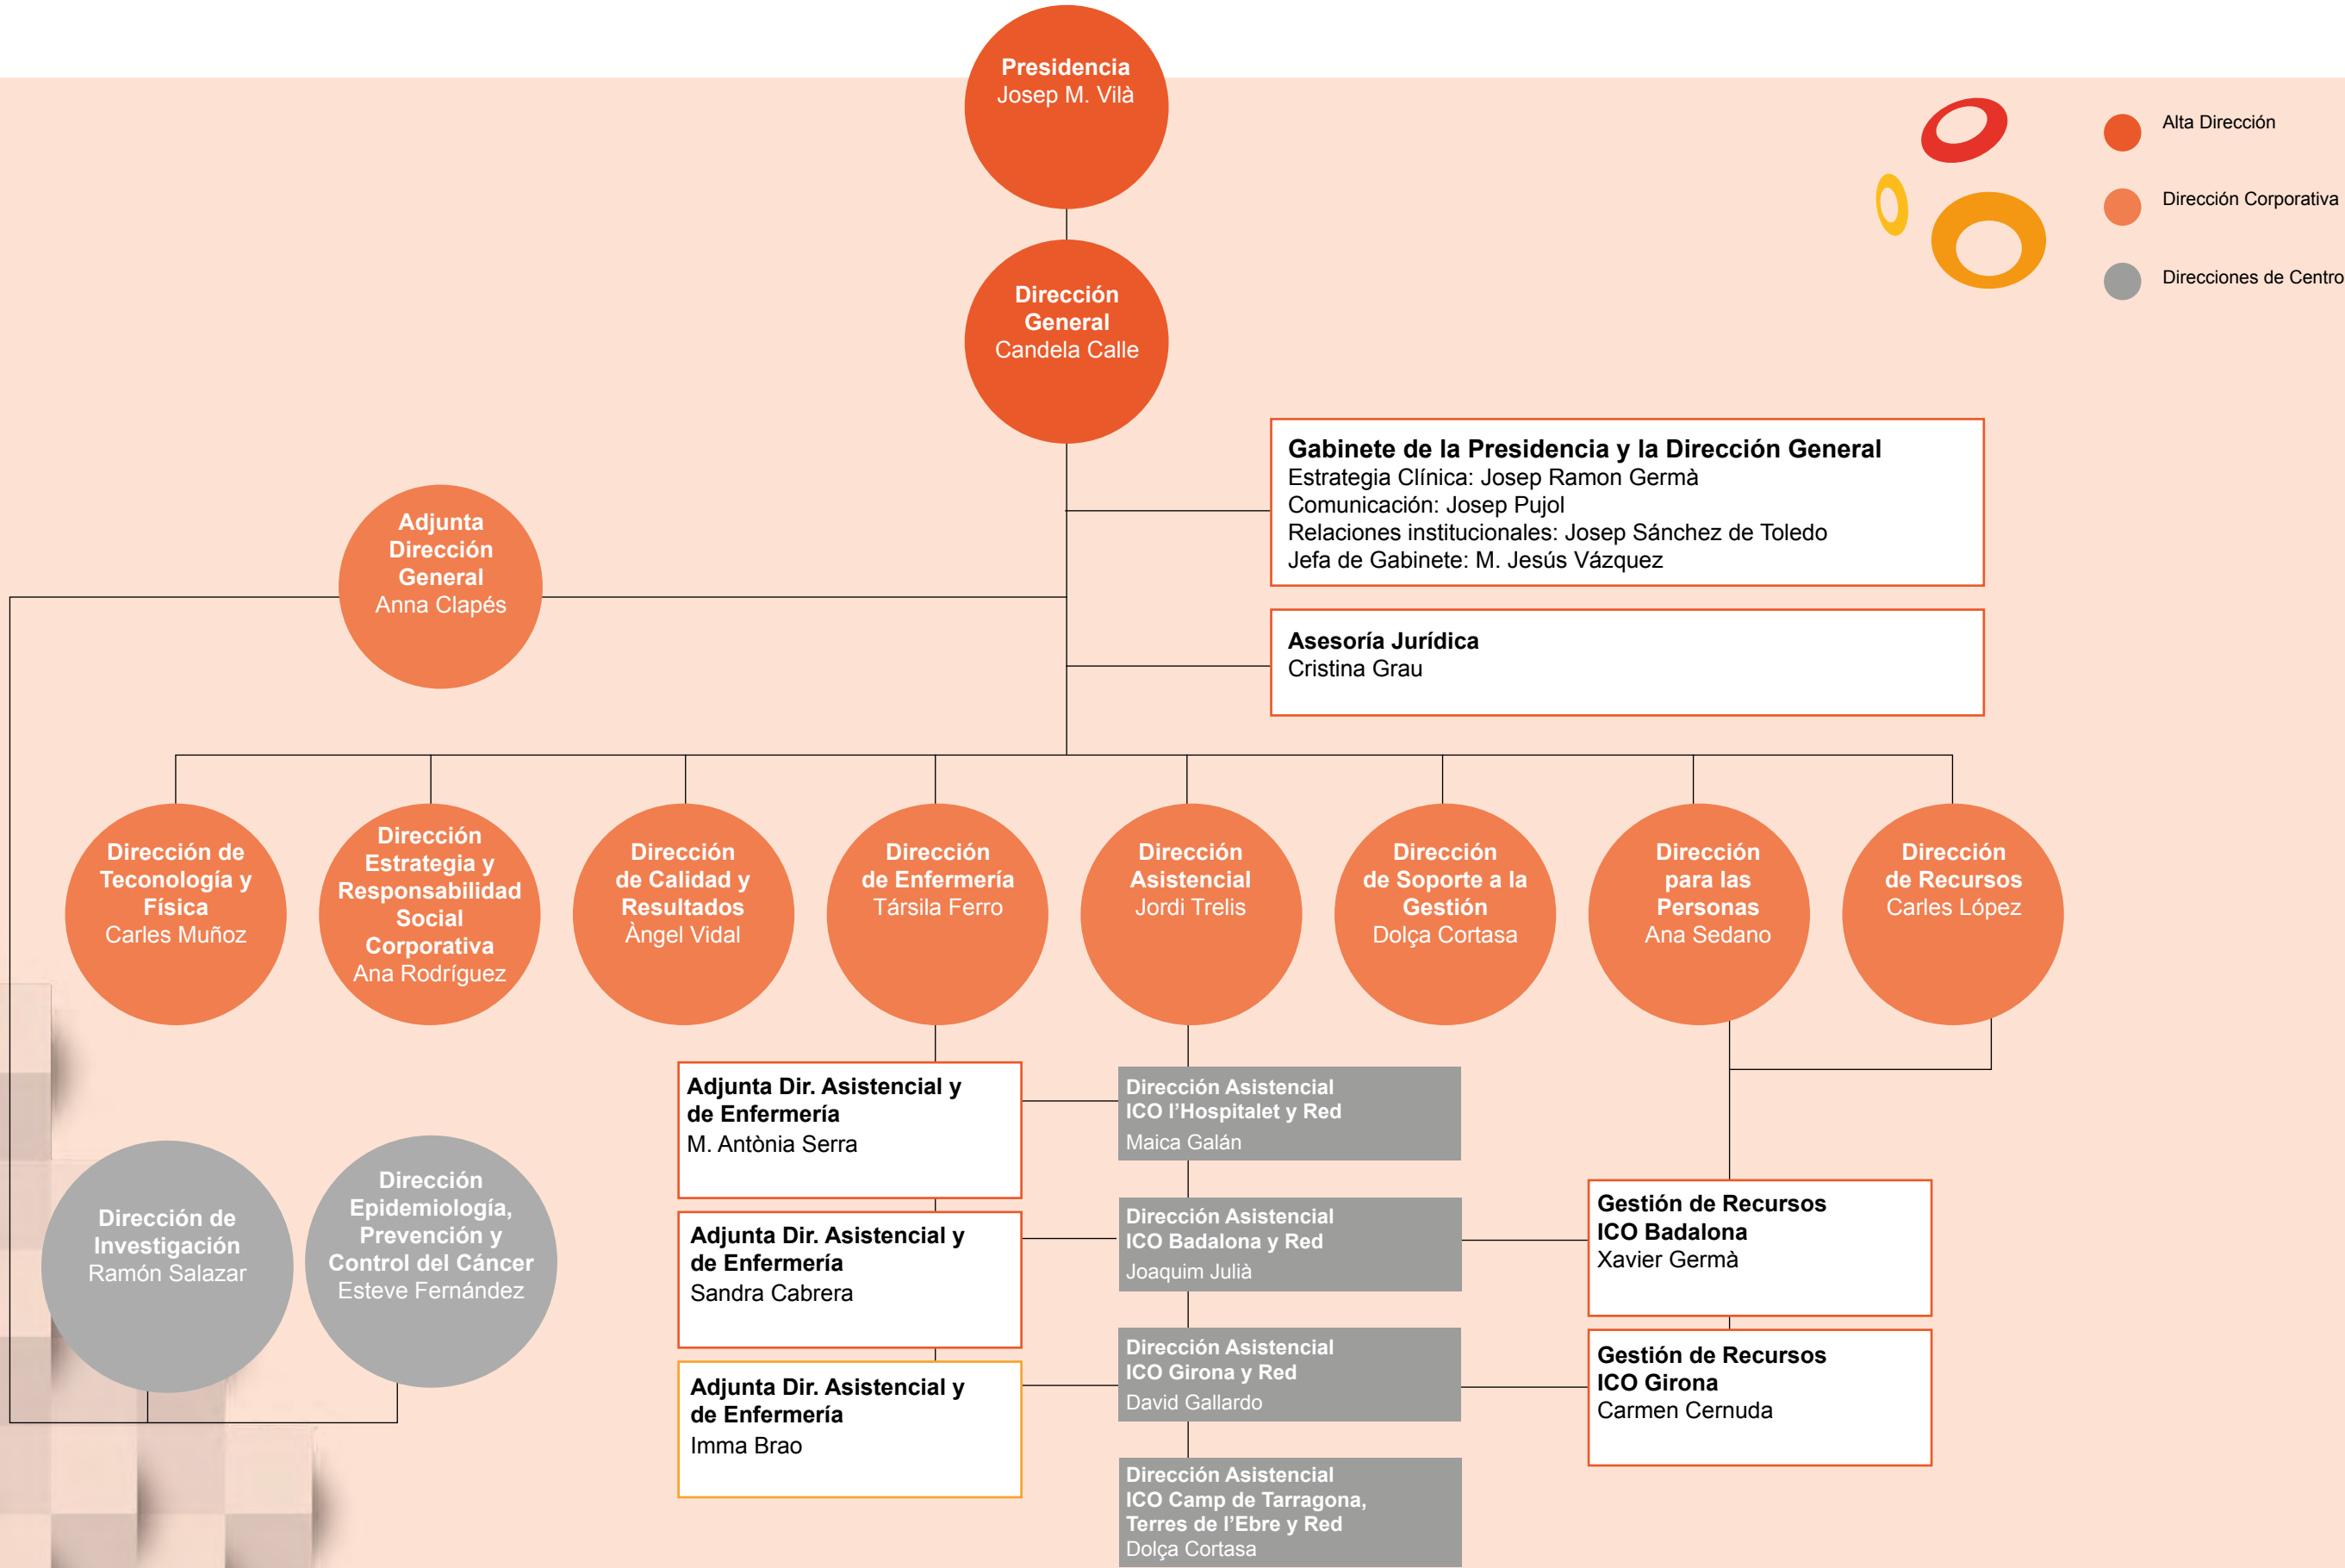 Presidencia
Josep M. Vilà
Alta Dirección
Dirección Corporativa
Direcciones de Centro
Dirección
General
Candela Calle
Gabinete de la Presidencia y la Dirección General
Estrategia Clínica: Josep Ramon Germà
Comunicación: Josep Pujol
Relaciones institucionales: Josep Sánchez de Toledo
Jefa de Gabinete: M. Jesús Vázquez
Adjunta
Dirección
General
Anna Clapés
Asesoría Jurídica
Cristina Grau
Dirección de
Teconología y
Física
Carles Muñoz
Dirección
Estrategia y
Responsabilidad
Social
Corporativa
Ana Rodríguez
Dirección
de Calidad y
Resultados
Àngel Vidal
Dirección
de Enfermería
Társila Ferro
Dirección
Asistencial
Jordi Trelis
Dirección
de Soporte a la
Gestión
Dolça Cortasa
Dirección
para las
Personas
Ana Sedano
Dirección
de Recursos
Carles López
Adjunta Dir. Asistencial y
de Enfermería
M. Antònia Serra
Dirección Asistencial
ICO l’Hospitalet y Red
Maica Galán
Dirección de
Investigación
Ramón Salazar
Dirección
Epidemiología,
Prevención y
Control del Cáncer
Esteve Fernández
Adjunta Dir. Asistencial y
de Enfermería
Sandra Cabrera
Dirección Asistencial
ICO Badalona y Red
Joaquim Julià
Gestión de Recursos
ICO Badalona
Xavier Germà
Adjunta Dir. Asistencial y
de Enfermería
Imma Brao
Dirección Asistencial
ICO Girona y Red
David Gallardo
Gestión de Recursos
ICO Girona
Carmen Cernuda
Dirección Asistencial
ICO Camp de Tarragona,
Terres de l’Ebre y Red
Dolça Cortasa